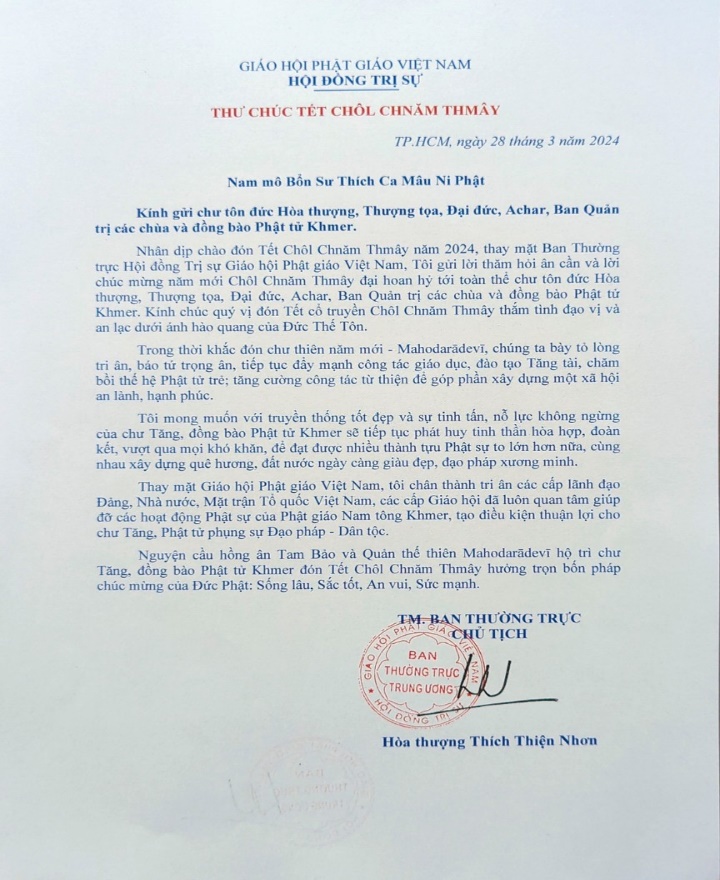 GIÁO HỘI PHẬT GIÁO VIỆT NAM
HỘI ĐỒNG TRỊ SỰ
THƯ CHÚC TẾT CHÔL CHNĂM THMÂY
TP.HCM, ngày 28 tháng 3 năm 2024
Nam mô Bổn Sư Thích Ca Mâu Ni Phật
Kính gửi chư tôn đức Hòa thượng, Thượng tọa, Đại đức, Achar, Ban Quản
trị các chùa và đồng bào Phật tử Khmer.
Nhân dịp chào đón Tết Chôl Chnăm Thmây năm 2024, thay mặt Ban Thường
trực Hội đồng Trị sự Giáo hội Phật giáo Việt Nam, Tôi gửi lời thăm hỏi ân cần và lời
chúc mừng năm mới Chôl Chnăm Thmây đại hoan hỷ tới toàn thể chư tôn đức Hòa
thượng, Thượng tọa, Đại đức, Achar, Ban Quản trị các chùa và đồng bào Phật tử
Khmer. Kính chúc quý vị đón Tết cổ truyền Chôl Chnăm Thmây thắm tình đạo vị và
an lạc dưới ánh hào quang của Đức Thế Tôn.
Trong thời khắc đón chư thiên năm mới - Mahodarādevī, chúng ta bày tỏ lòng
tri ân, báo tứ trọng ân, tiếp tục đẩy mạnh công tác giáo dục, đào tạo Tăng tài, chăm
bồi thế hệ Phật tử trẻ; tăng cường công tác từ thiện để góp phần xây dựng một xã hội
an lành, hạnh phúc.
Tôi mong muốn với truyền thống tốt đẹp và sự tinh tấn, nỗ lực không ngừng
của chư Tăng, đồng bào Phật tử Khmer sẽ tiếp tục phát huy tinh thần hòa hợp, đoàn
kết, vượt qua mọi khó khăn, để đạt được nhiều thành tựu Phật sự to lớn hơn nữa, cùng
nhau xây dựng quê hương, đất nước ngày càng giàu đẹp, đạo pháp xương minh.
Thay mặt Giáo hội Phật giáo Việt Nam, tôi chân thành tri ân các cấp lãnh đạo
Đảng, Nhà nước, Mặt trận Tổ quốc Việt Nam, các cấp Giáo hội đã luôn quan tâm giúp
đỡ các hoạt động Phật sự của Phật giáo Nam tông Khmer, tạo điều kiện thuận lợi cho
chư Tăng, Phật tử phụng sự Đạo pháp - Dân tộc.
Nguyện cầu hồng ân Tam Bảo và Quản thế thiên Mahodarādevī hộ trì chư
Tăng, đồng bào Phật tử Khmer đón Tết Chôl Chnăm Thmây hưởng trọn bốn pháp
chúc mừng của Đức Phật: Sống lâu, Sắc tốt, An vui, Sức mạnh.
TM. BAN THƯỜNG TRỰC
CHỦ TỊCH
GIÁO HỘI PHẬT GIÁO VIỆT NAM
BAN
THƯỜNG TRỰC
TRUNG ƯƠNG
HỘI ĐỒNG TRỊ SỰ
Hòa thượng Thích Thiện Nhơn